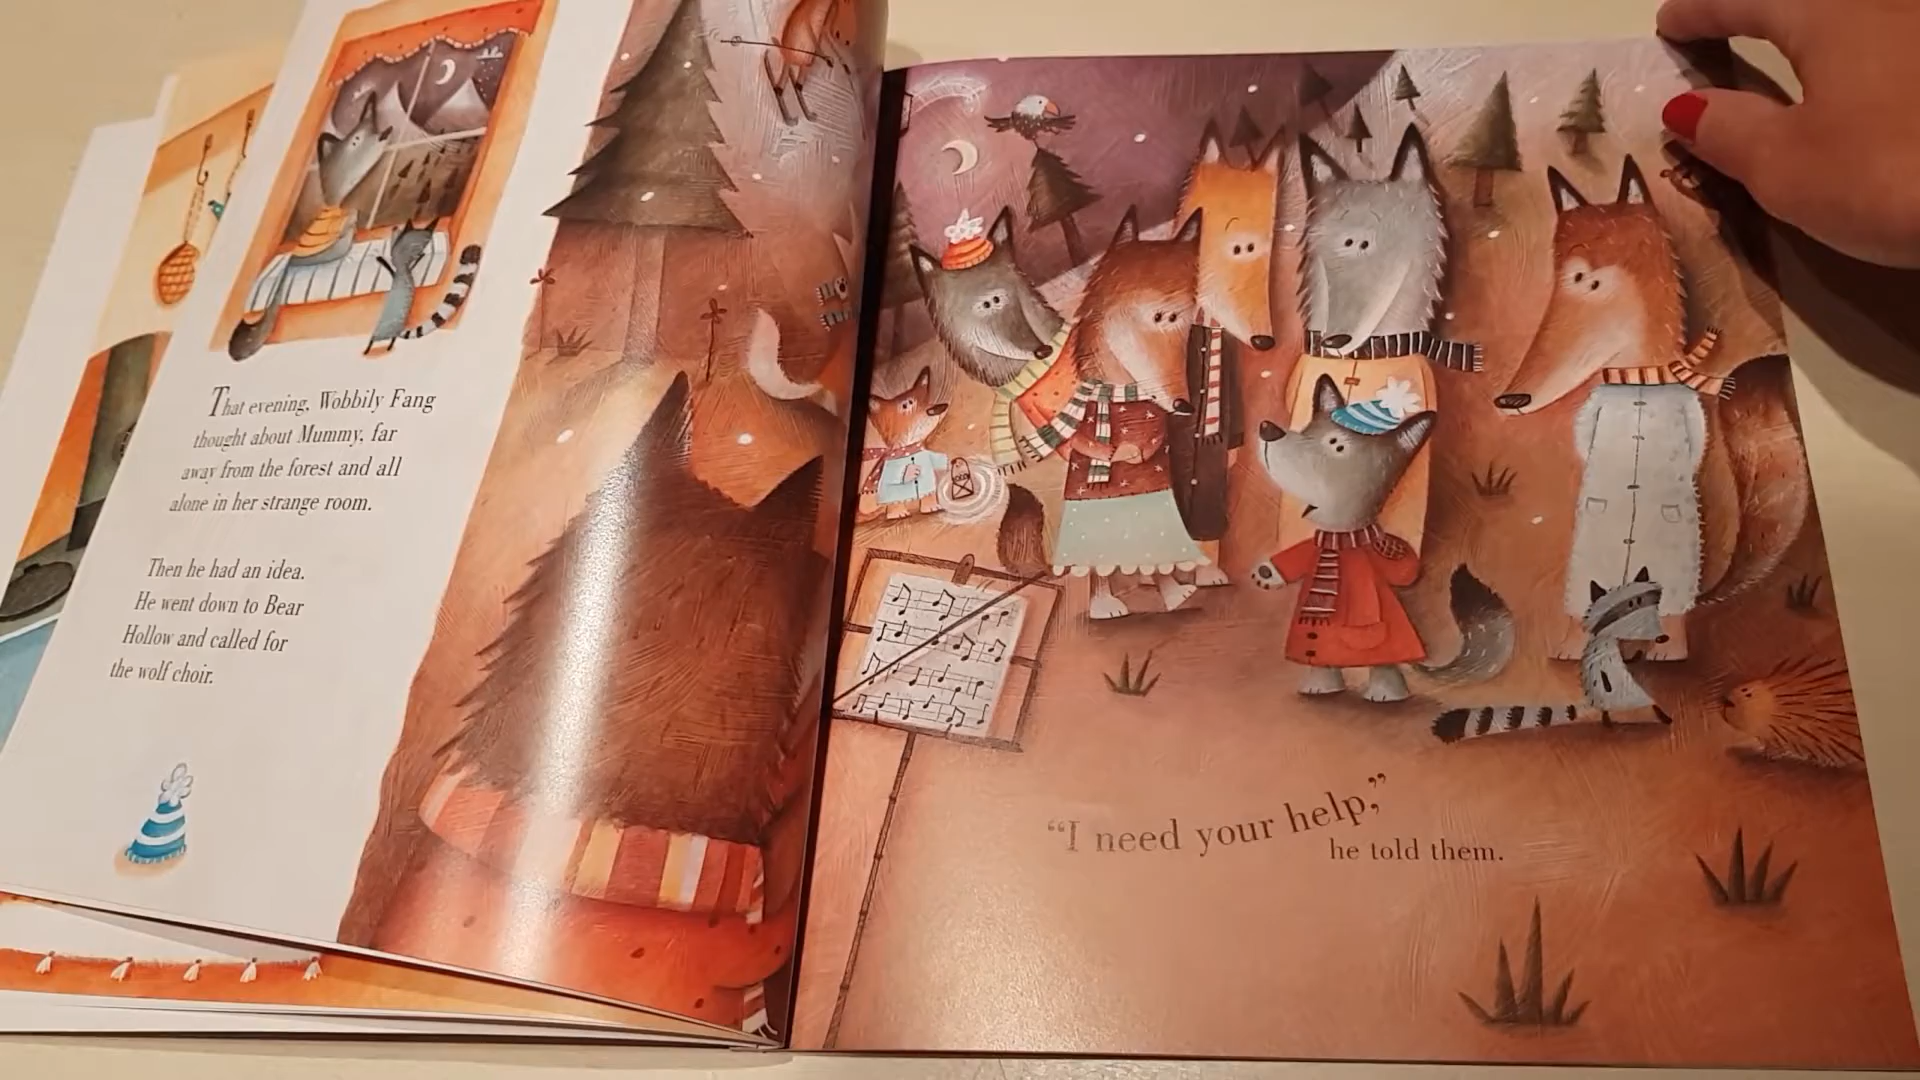 That evening, Wobbily Fang
thought about Mummy, far
away from the forest and all
alone in her strange room.
Then he had an idea.
He went down to Bear
Hollow and called for
the wolf choir.
“I need your help,”
he told them.